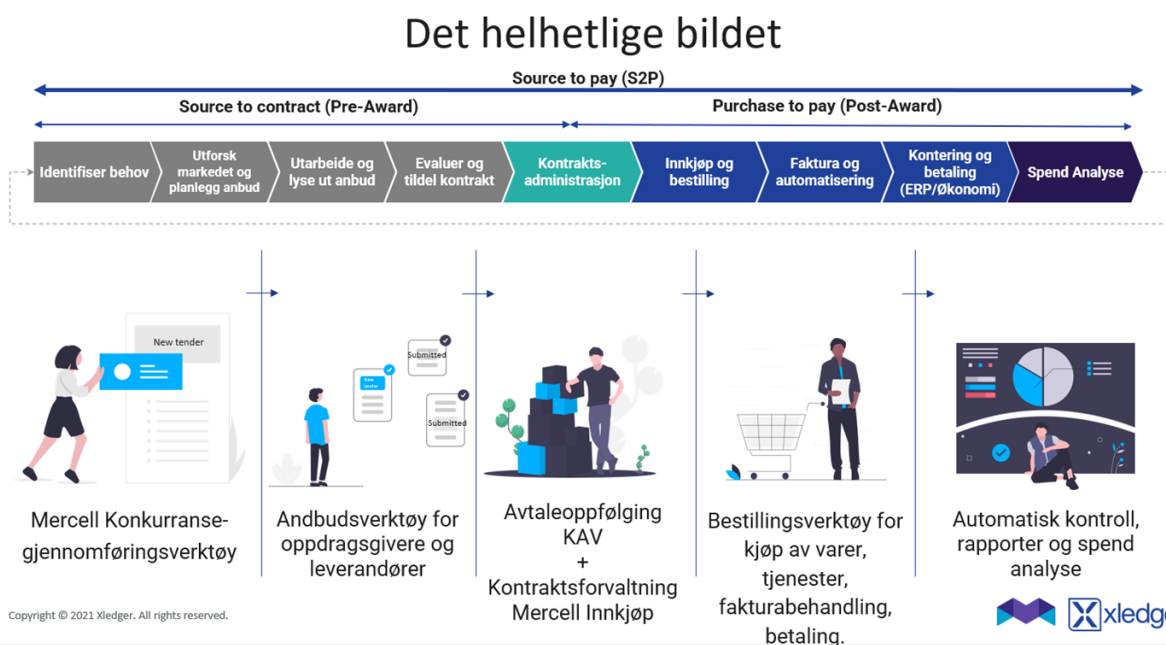 Det helhetlige bildet
Source to pay (S2P)
Source to contract (Pre-Award)
Purchase to pay (Post-Award)
Identifiser behov
Utforsk
markedet og
planlegg anbud
Utarbeide og
lyse ut anbud
Evaluer og
tildel kontrakt
Kontrakts-
administrasjon
Innkjøp og
bestilling
Faktura og
automatisering
Kontering og
betaling
(ERP/Økonomi)
Spend Analyse
New tender
New
tender
Submitted
Submitted
Mercell Konkurranse-
gjennomføringsverktøy
Andbudsverktøy for
oppdragsgivere og
leverandører
Avtaleoppfølging
KAV
+
Kontraktsforvaltning
Mercell Innkjøp
Bestillingsverktøy for
kjøp av varer,
tjenester,
fakturabehandling,
betaling.
Automatisk kontroll,
rapporter og spend
analyse
Copyright © 2021 Xledger. All rights reserved.
xledge